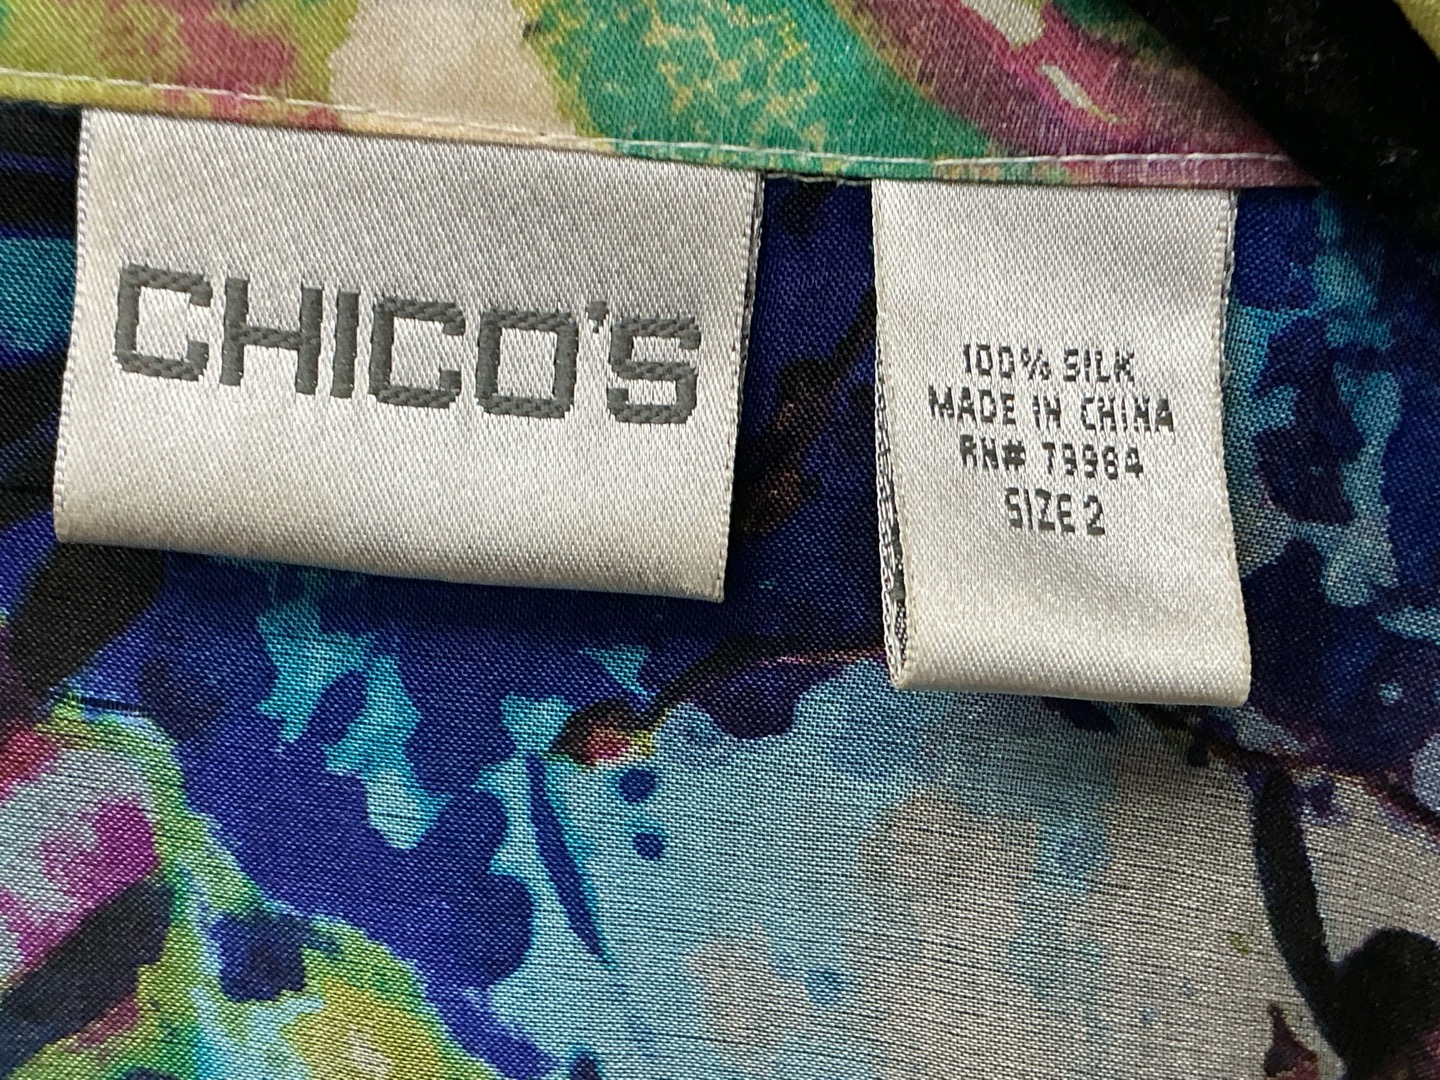 CHICO'S
100% SILK
MADE IN CHINA
RN# 79984
SIZE 2